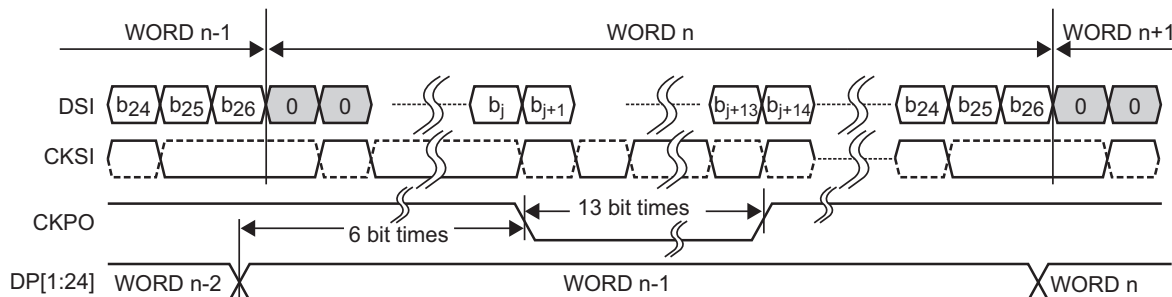 WORD n-1 WORD n WORD n+1
DSI b24 b25 b26 0 0 bj bj+1 bj+13 bj+14 b24 b25 b26 0 0
CKSI
CKPO 6 bit times 13 bit times
DP[1:24] WORD n-2 WORD n-1 WORD n